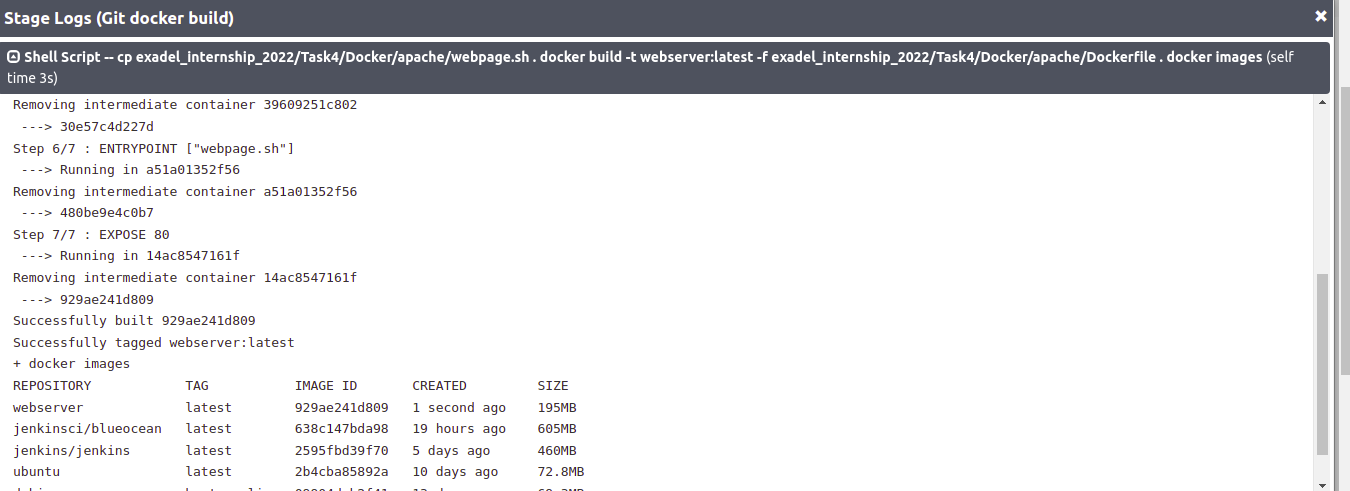 Stage Logs (Git docker build)
Shell Script -- cp exadel_internship_2022/Task4/Docker/apache/webpage.sh . docker build -t webserver:latest -f exadel_internship_2022/Task4/Docker/apache/Dockerfile . docker images (self
time 3s)
Removing intermediate container 39609251c802
---> 30e57c4d227d
Step 6/7 : ENTRYPOINT ["webpage.sh"]
---> Running in a51a01352f56
Removing intermediate container a51a01352f56
---> 480be9e4c0b7
Step 7/7 : EXPOSE 80
---> Running in 14ac8547161f
Removing intermediate container 14ac8547161f
---> 929ae241d809
Successfully built 929ae241d809
Successfully tagged webserver:latest
+ docker images
REPOSITORY TAG IMAGE ID CREATED SIZE
webserver latest 929ae241d809 1 second ago 195MB
jenkinsci/blueocean latest 638c147bda98 19 hours ago 605MB
jenkins/jenkins latest 2595fbd39f70 5 days ago 460MB
ubuntu latest 2b4cba85892a 10 days ago 72.8MB